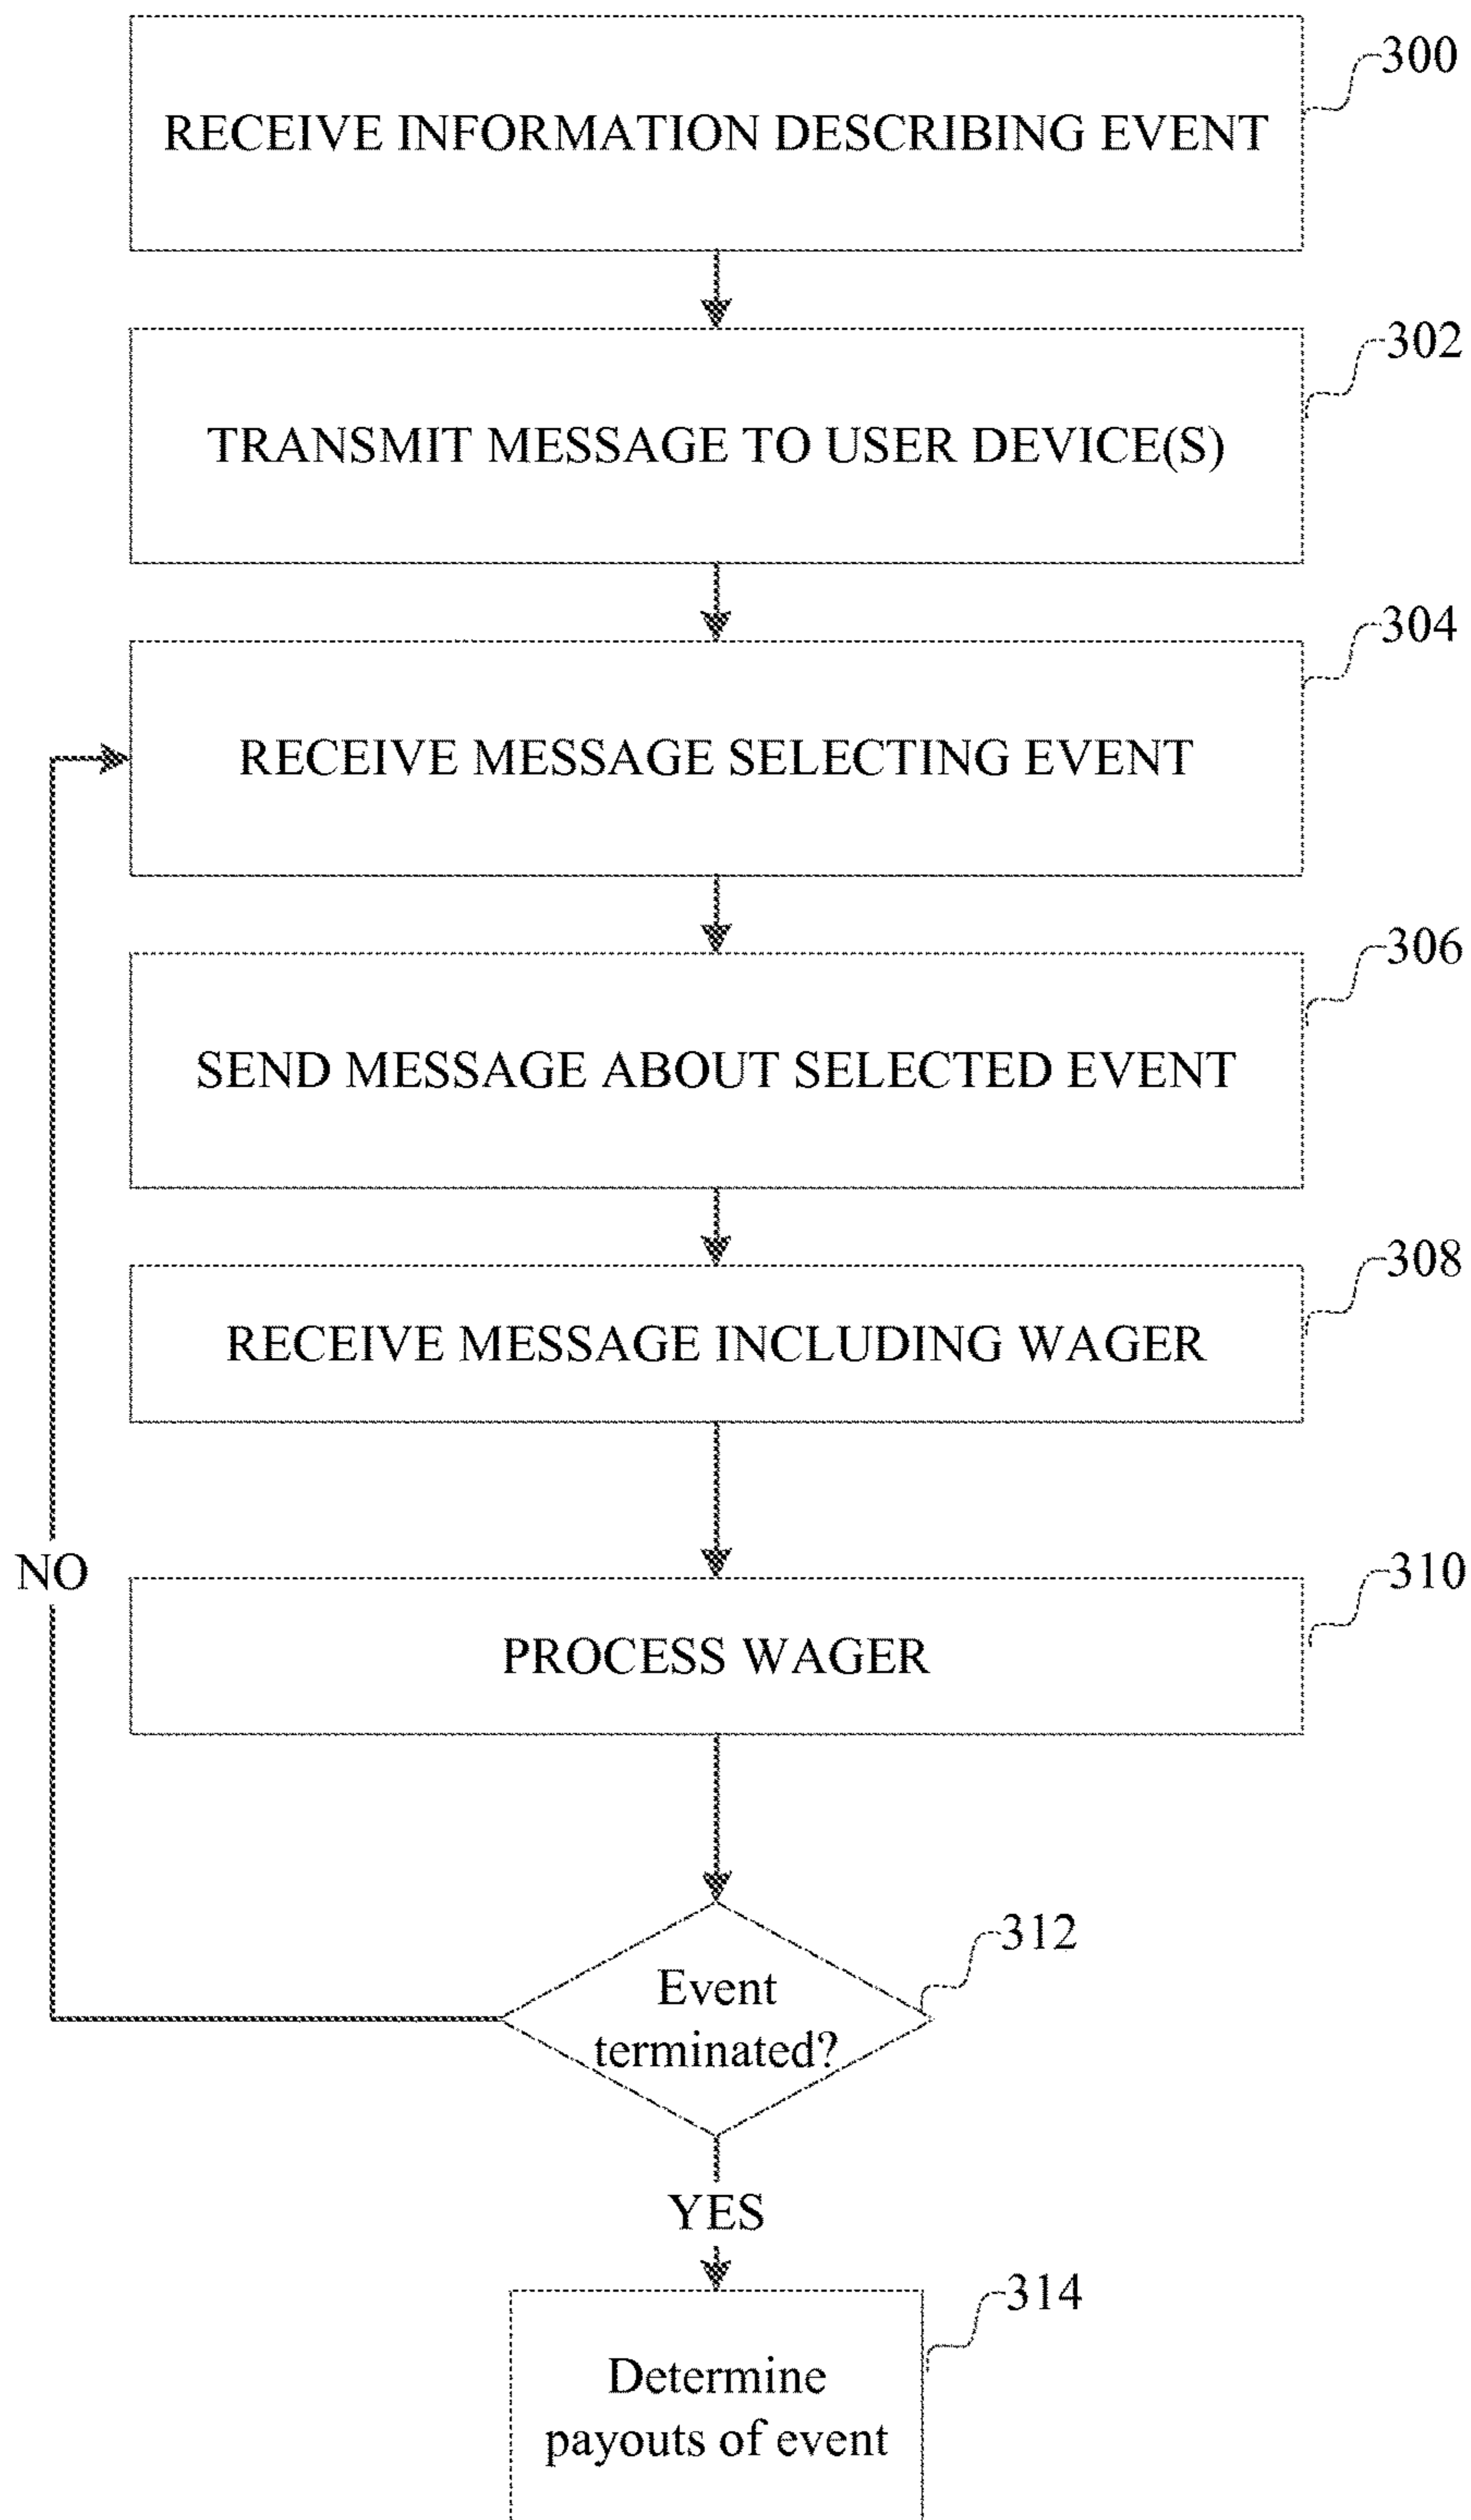 300
RECEIVE INFORMATION DESCRIBING EVENT
302
TRANSMIT MESSAGE TO USER DEVICE(S)
304
RECEIVE MESSAGE SELECTING EVENT
306
SEND MESSAGE ABOUT SELECTED EVENT
308
RECEIVE MESSAGE INCLUDING WAGER
NO
310
PROCESS WAGER
312
Event
terminated?
YES
314
Determine
payouts of event